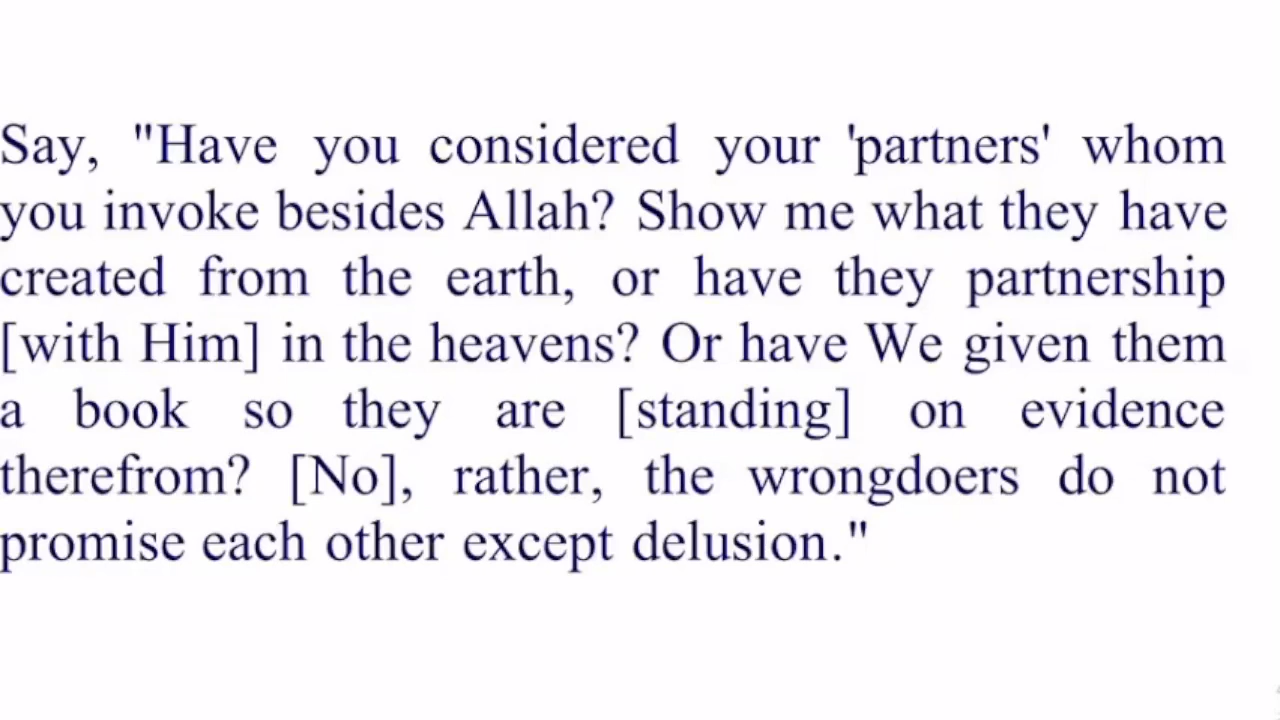 Say, "Have you considered your 'partners' whom
you invoke besides Allah? Show me what they have
created from the earth, or have they partnership
[with Him] in the heavens? Or have We given them
a book so they are [standing] on evidence
therefrom? [No], rather, the wrongdoers do not
promise each other except delusion."